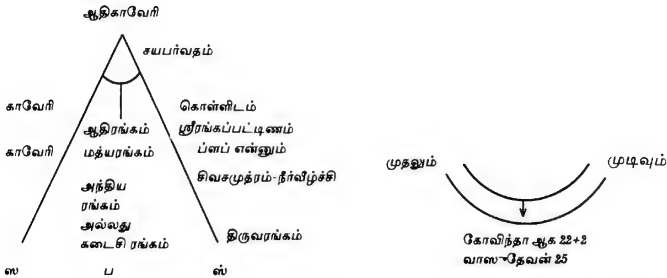 ஆதிகாவேரி
சயபர்வதம்
காவேரி
கொள்ளிடம்
ஆதிரங்கம்
ஸ்ரீரங்கப்பட்டிணம்
காவேரி
மத்யரங்கம்
ப்ளப் என்னும்
சிவசமுத்ரம்-நீர்வீழ்ச்சி
அந்திய
ரங்கம்
அல்லது
கடைசி ரங்கம்
திருவரங்கம்
ஸ
ப
ஸ்
முதலும்
முடிவும்
கோவிந்தா ஆக 22+2
வாஸுதேவன் 25